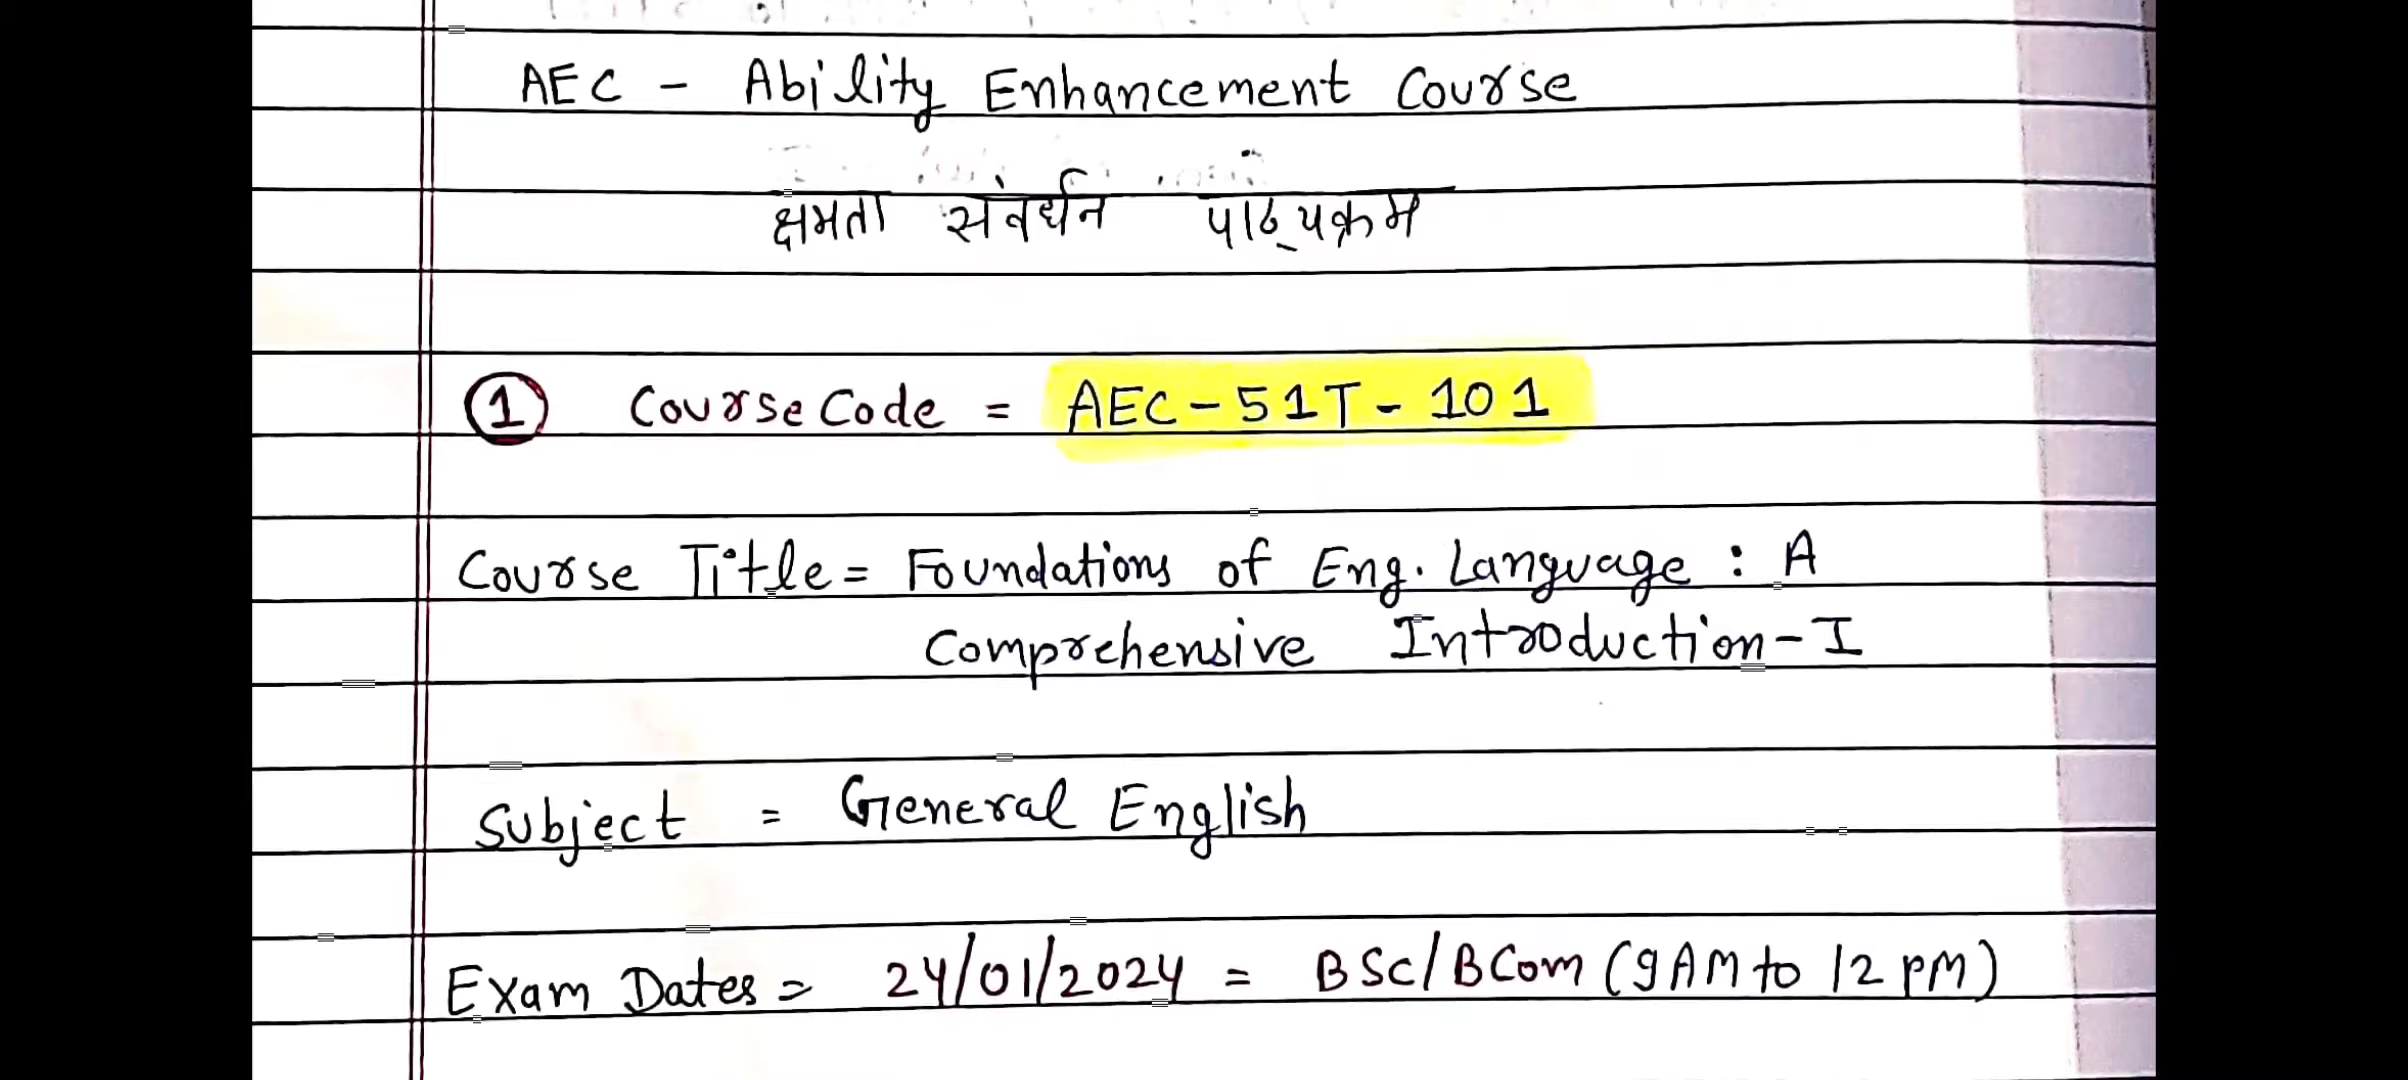 AEC - Ability Enhancement Course
क्षमता संवर्धन पाठ्यक्रम
1 Course Code = AEC-51T-101
Course Title = Foundations of Eng. Language : A
Comprehensive Introduction-I
Subject = General English
Exam Dates = 24/01/2024 = BSc/BCom (9AM to 12 PM)